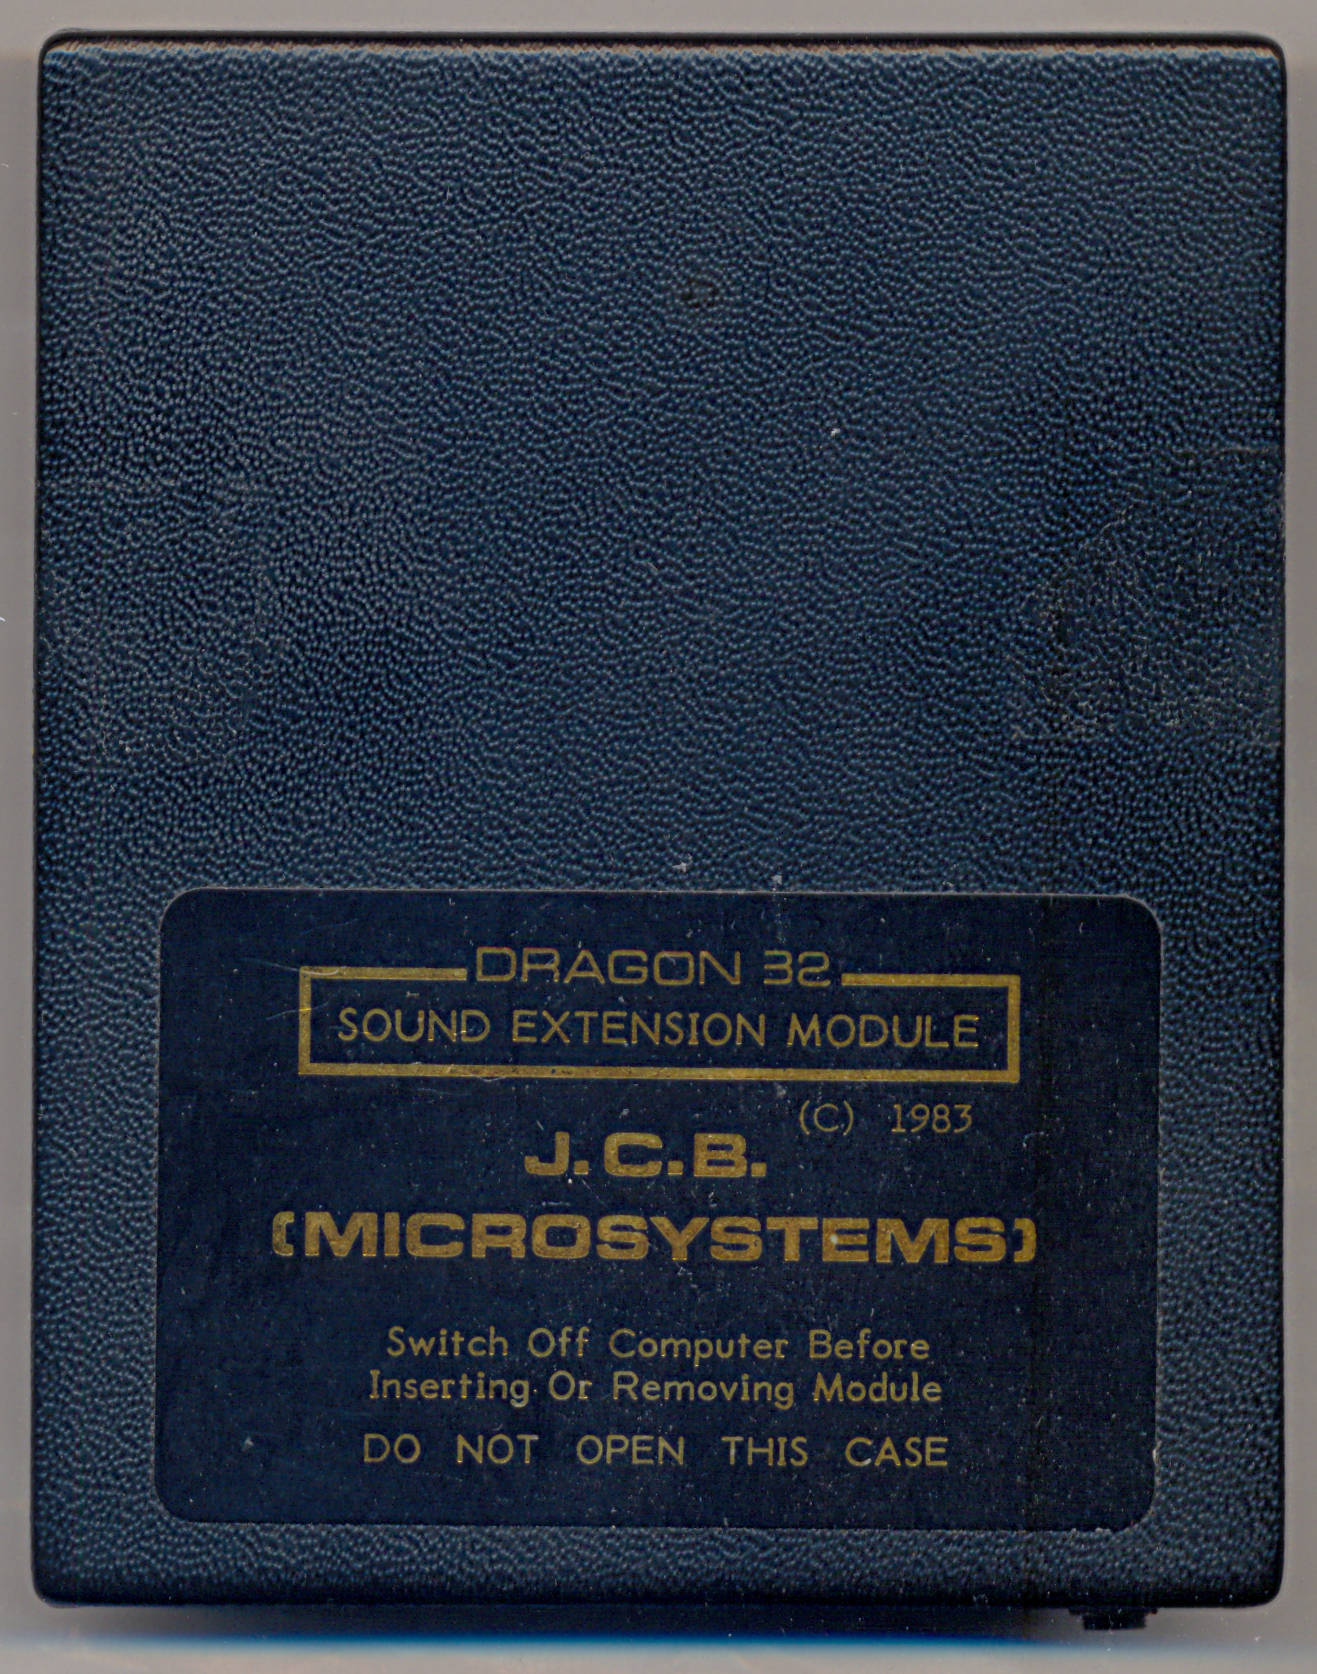 DRAGON 32
SOUND EXTENSION MODULE
(C) 1983
J.C.B.
(MICROSYSTEMS)
Switch Off Computer Before
Inserting Or Removing Module
DO NOT OPEN THIS CASE